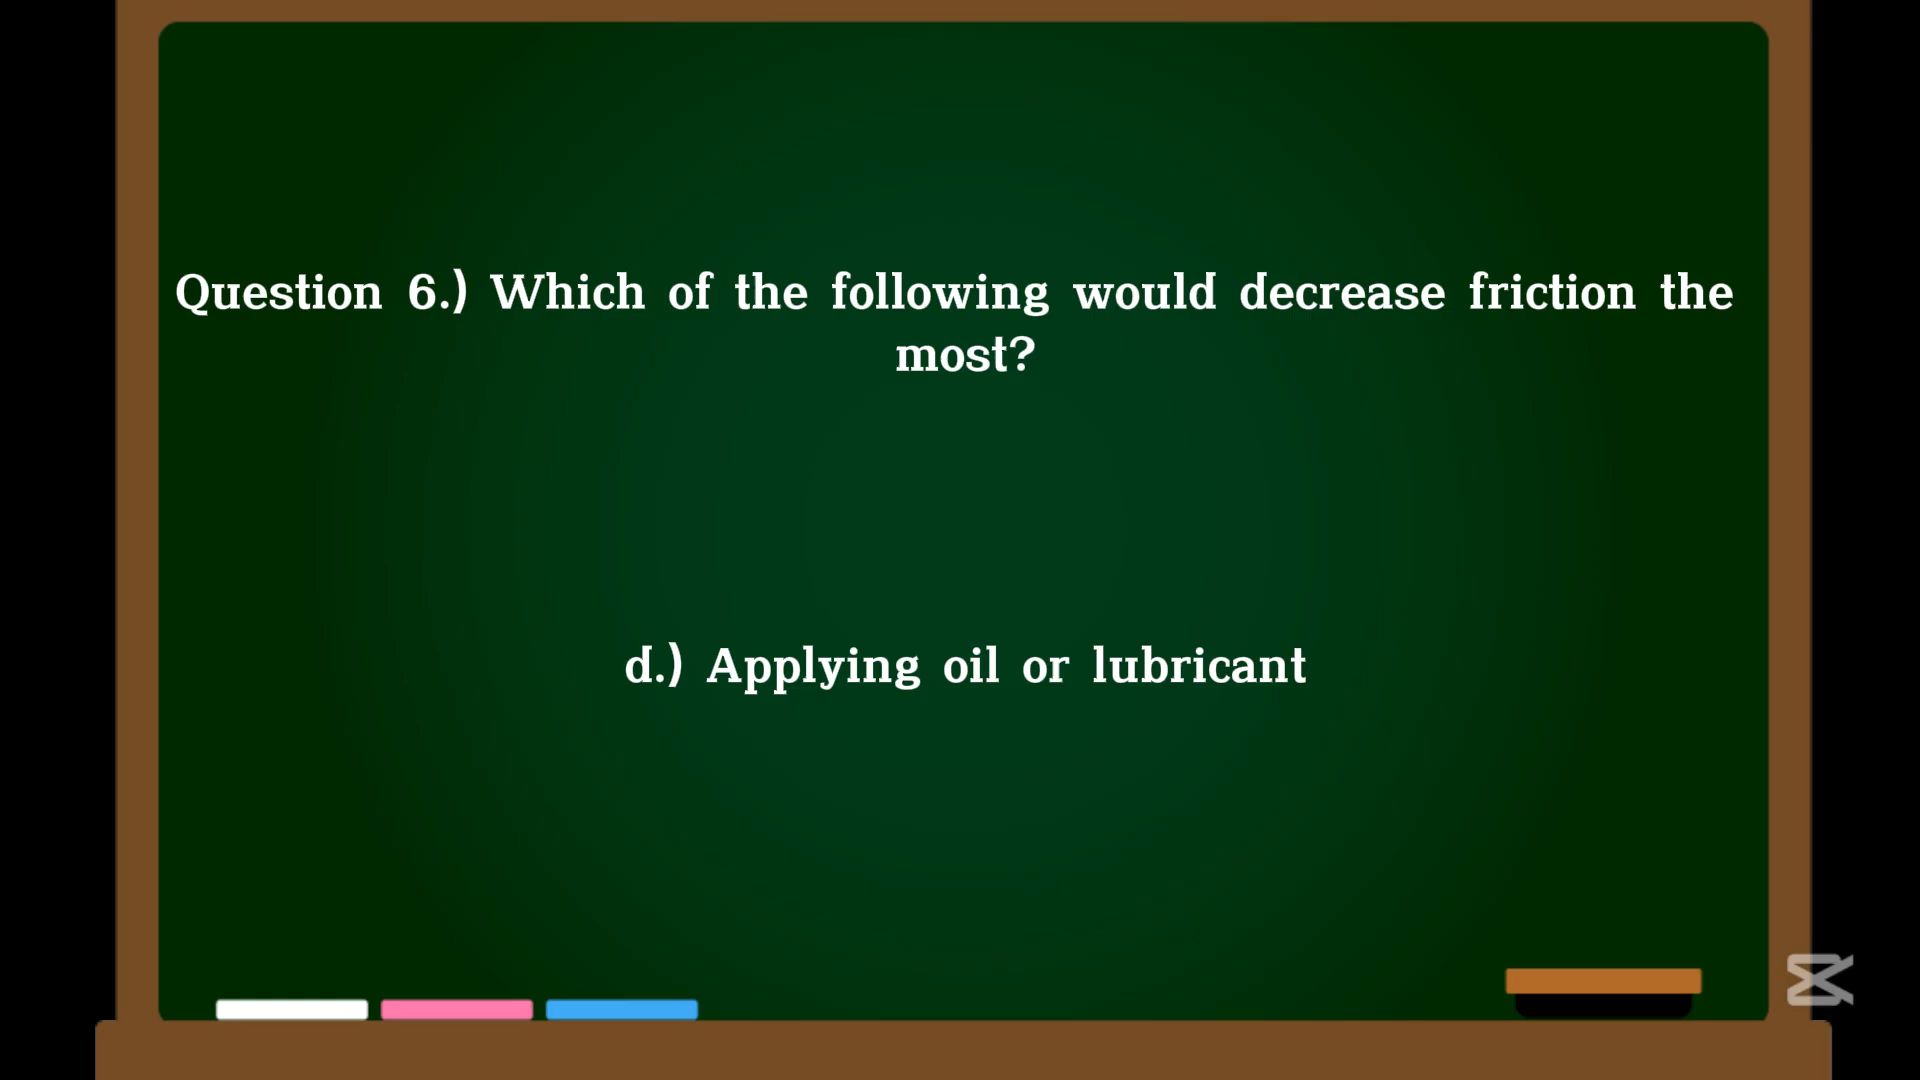 Question 6.) Which of the following would decrease friction the
most?
d.) Applying oil or lubricant